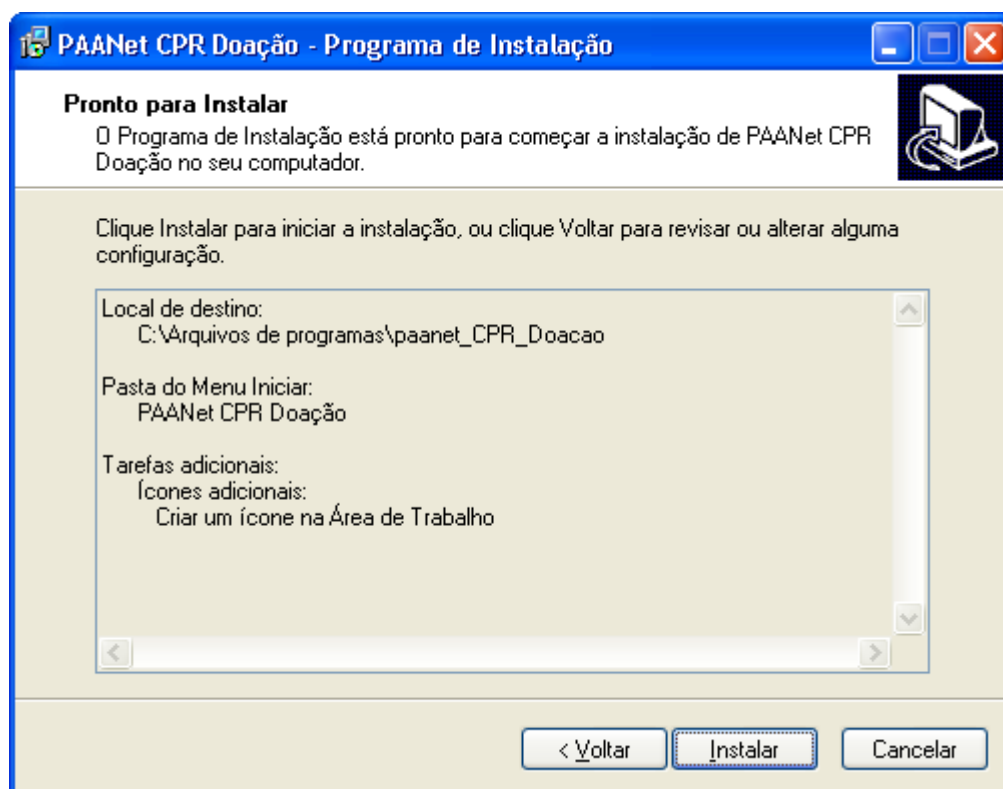 PAANet CPR Doação - Programa de Instalação
Pronto para Instalar
O Programa de Instalação está pronto para começar a instalação de PAANet CPR
Doação no seu computador.
Clique Instalar para iniciar a instalação, ou clique Voltar para revisar ou alterar alguma
configuração.
Local de destino:
C:\Arquivos de programas\paanet_CPR_Doacao
Pasta do Menu Iniciar:
PAANet CPR Doação
Tarefas adicionais:
Ícones adicionais:
Criar um ícone na Área de Trabalho
< Voltar
Instalar
Cancelar